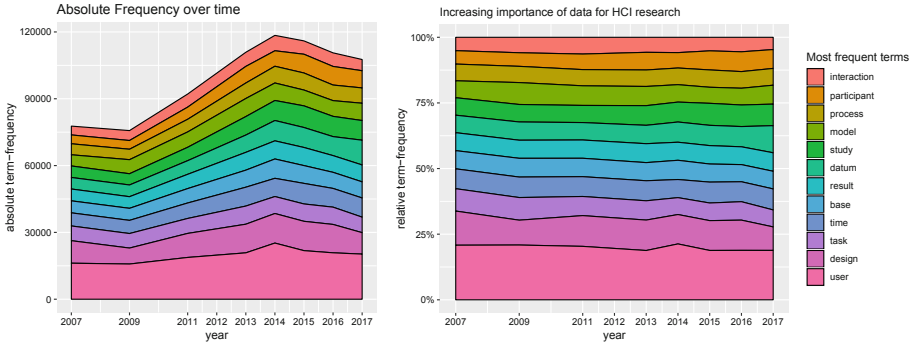 Absolute Frequency over time
absolute term-frequency
120000
90000
60000
30000
0
2007 2009 2011 2012 2013 2014 2015 2016 2017
year
Increasing importance of data for HCI research
relative term-frequency
100%
75%
50%
25%
0%
2007 2009 2011 2012 2013 2014 2015 2016 2017
year
Most frequent terms
interaction
participant
process
model
study
datum
result
base
time
task
design
user